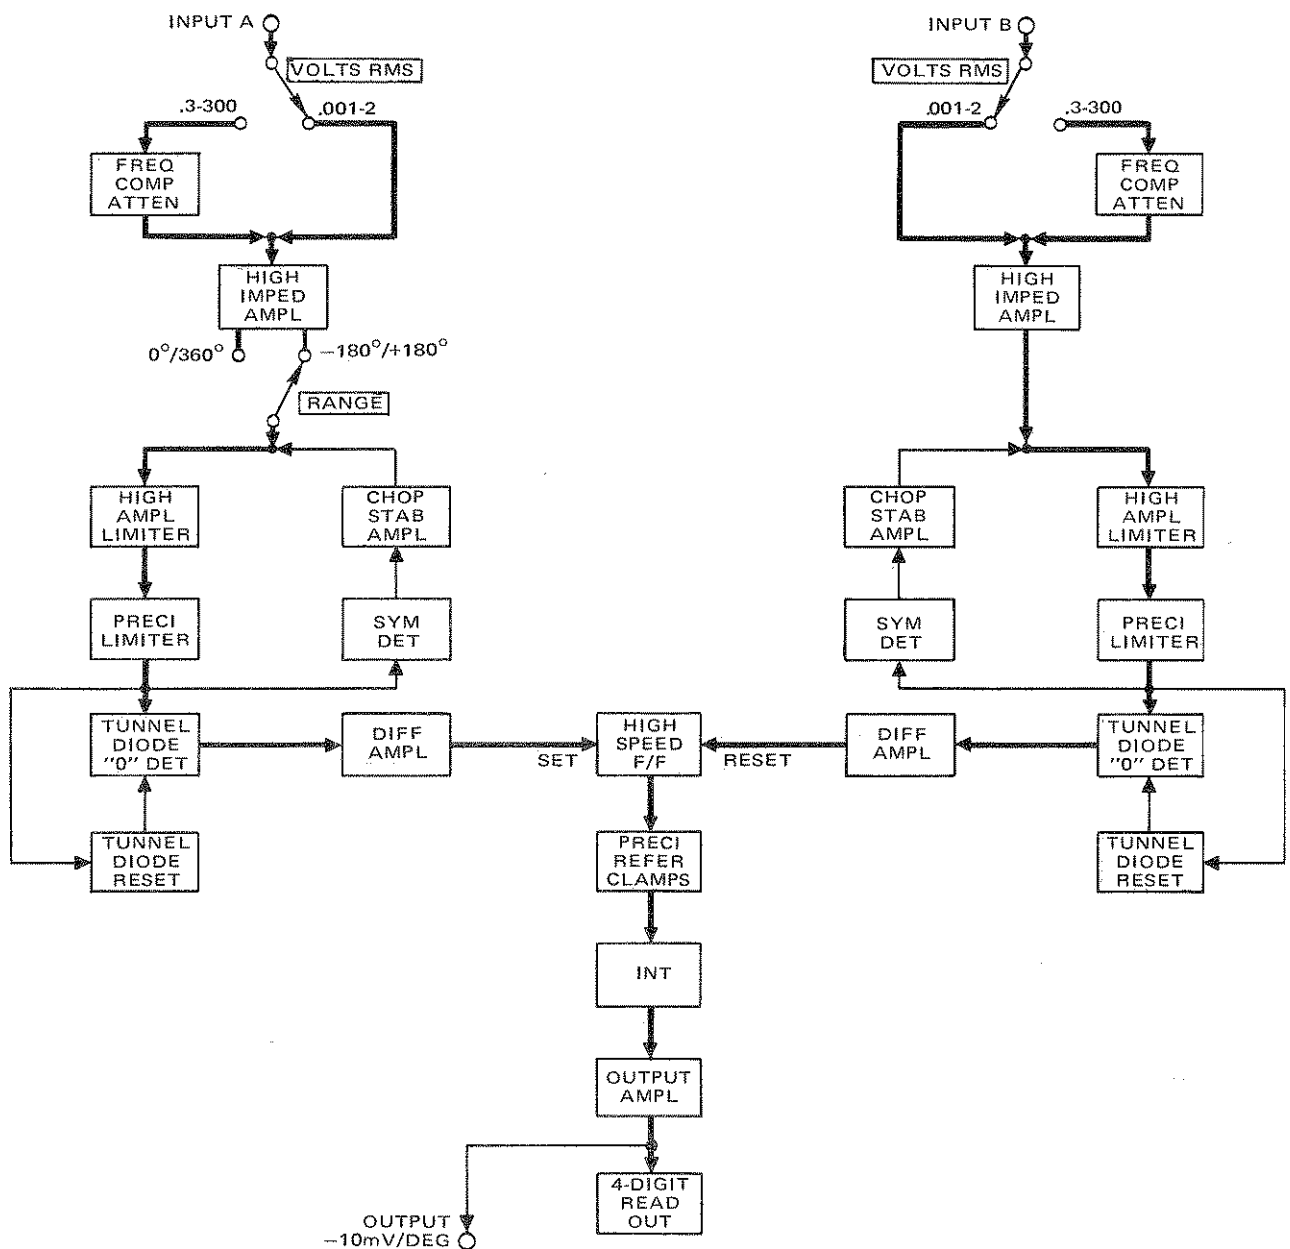 INPUT A
INPUT B
VOLTS RMS
VOLTS RMS
.3-300
.001-2
.001-2
.3-300
FREQ
COMP
ATTEN
FREQ
COMP
ATTEN
HIGH
IMPED
AMPL
HIGH
IMPED
AMPL
0°/360°
−180°/+180°
RANGE
HIGH
AMPL
LIMITER
CHOP
STAB
AMPL
CHOP
STAB
AMPL
HIGH
AMPL
LIMITER
PRECI
LIMITER
SYM
DET
SYM
DET
PRECI
LIMITER
TUNNEL
DIODE
"0" DET
DIFF
AMPL
SET
HIGH
SPEED
F/F
RESET
DIFF
AMPL
TUNNEL
DIODE
"0" DET
TUNNEL
DIODE
RESET
PRECI
REFER
CLAMPS
TUNNEL
DIODE
RESET
INT
OUTPUT
AMPL
4-DIGIT
READ
OUT
OUTPUT
−10mV/DEG